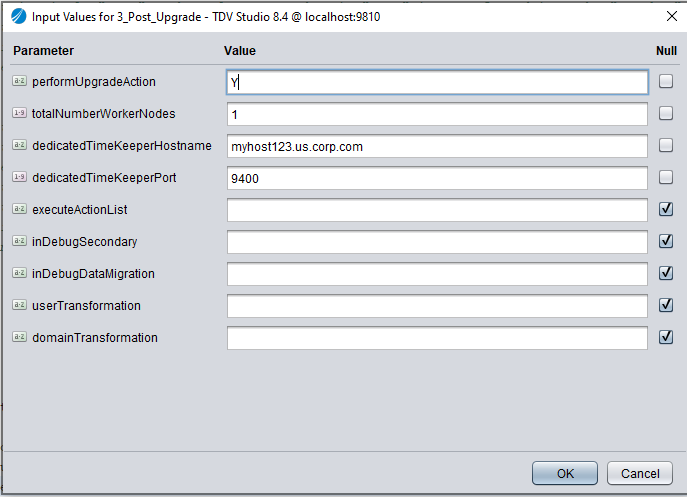 Input Values for 3_Post_Upgrade - TDV Studio 8.4 @ localhost:9810
Parameter Value Null
a-z performUpgradeAction Y
1-9 totalNumberWorkerNodes 1
a-z dedicatedTimeKeeperHostname myhost123.us.corp.com
1-9 dedicatedTimeKeeperPort 9400
a-z executeActionList
a-z inDebugSecondary
a-z inDebugDataMigration
a-z userTransformation
a-z domainTransformation
OK Cancel